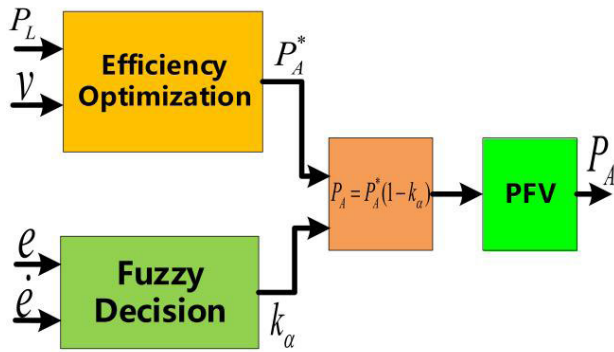 P_L
v
Efficiency
Optimization
P_A^*
P_A = P_A^*(1-k_α)
PFV
P_A
e
ė
Fuzzy
Decision
k_α